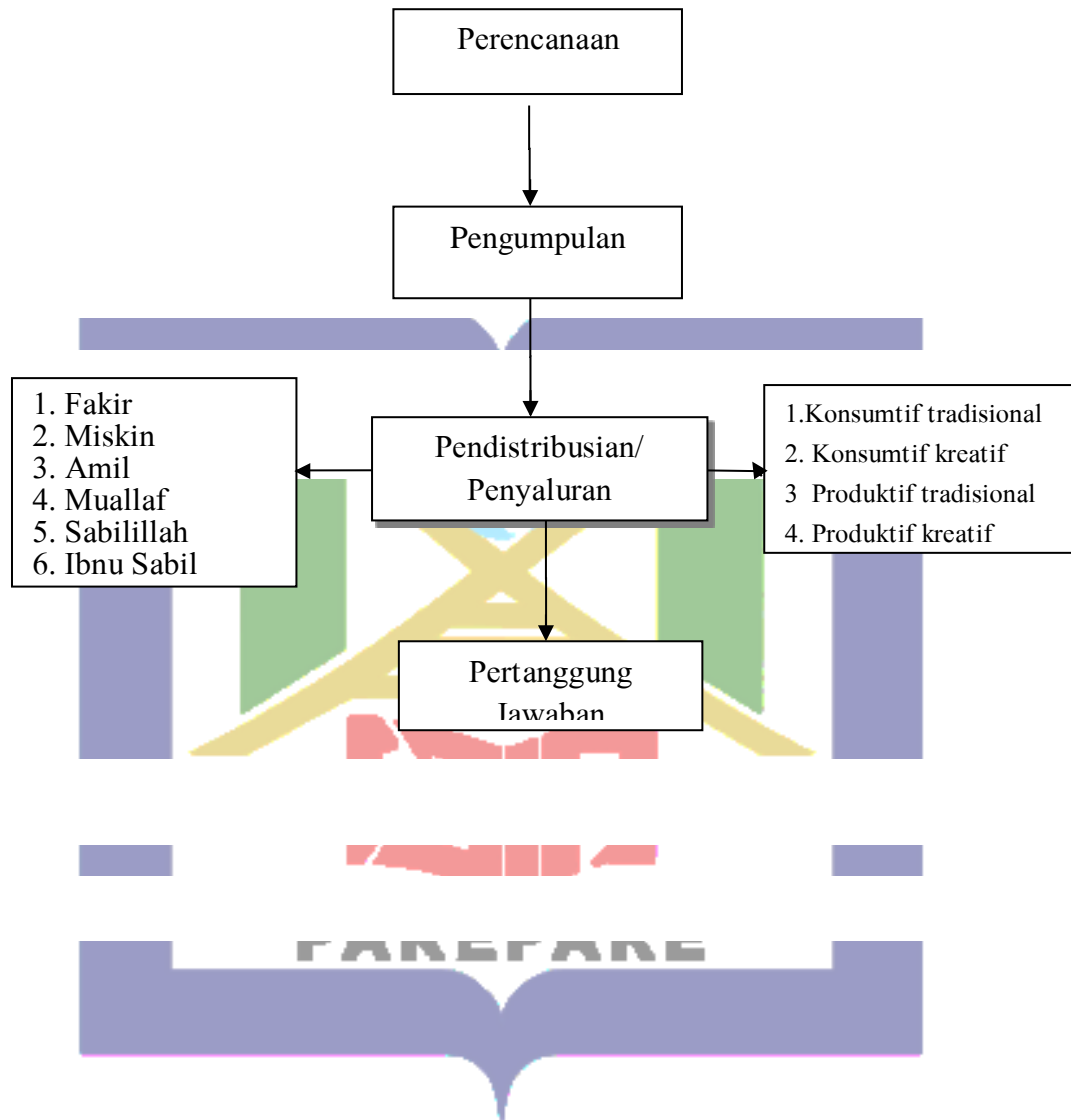 Perencanaan
Pengumpulan
1. Fakir
2. Miskin
3. Amil
4. Muallaf
5. Sabilillah
6. Ibnu Sabil
Pendistribusian/
Penyaluran
1.Konsumtif tradisional
2. Konsumtif kreatif
3 Produktif tradisional
4. Produktif kreatif
Pertanggung
Jawaban
PAREPARE